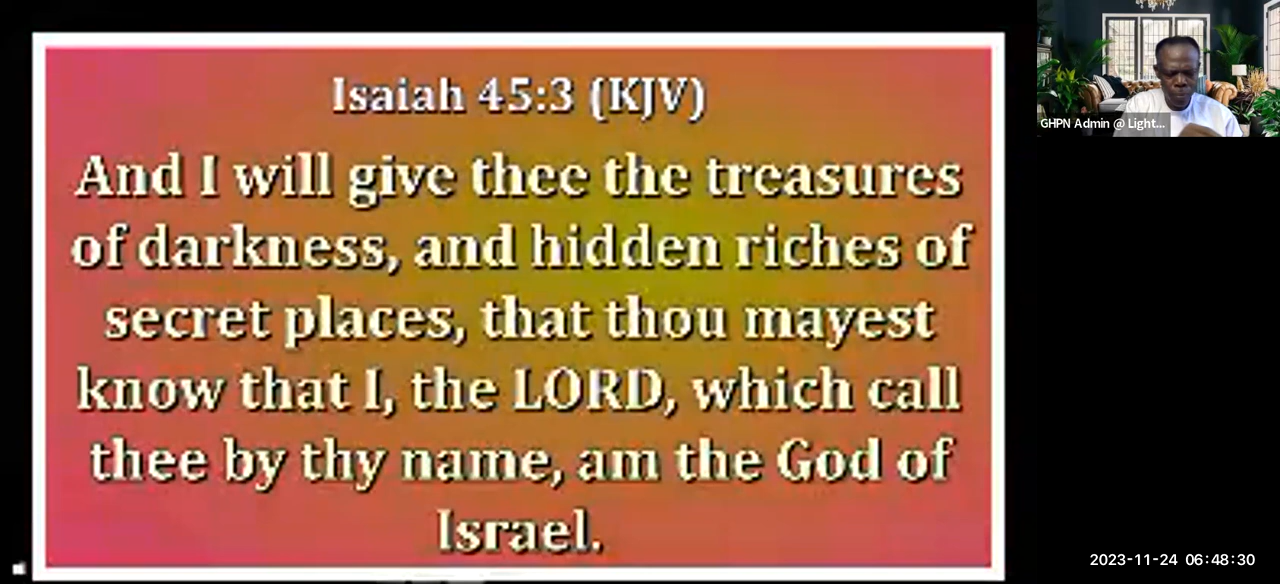 Isaiah 45:3 (KJV)
And I will give thee the treasures
of darkness, and hidden riches of
secret places, that thou mayest
know that I, the LORD, which call
thee by thy name, am the God of
Israel.
GHPN Admin @ Light...
2023-11-24 06:48:30